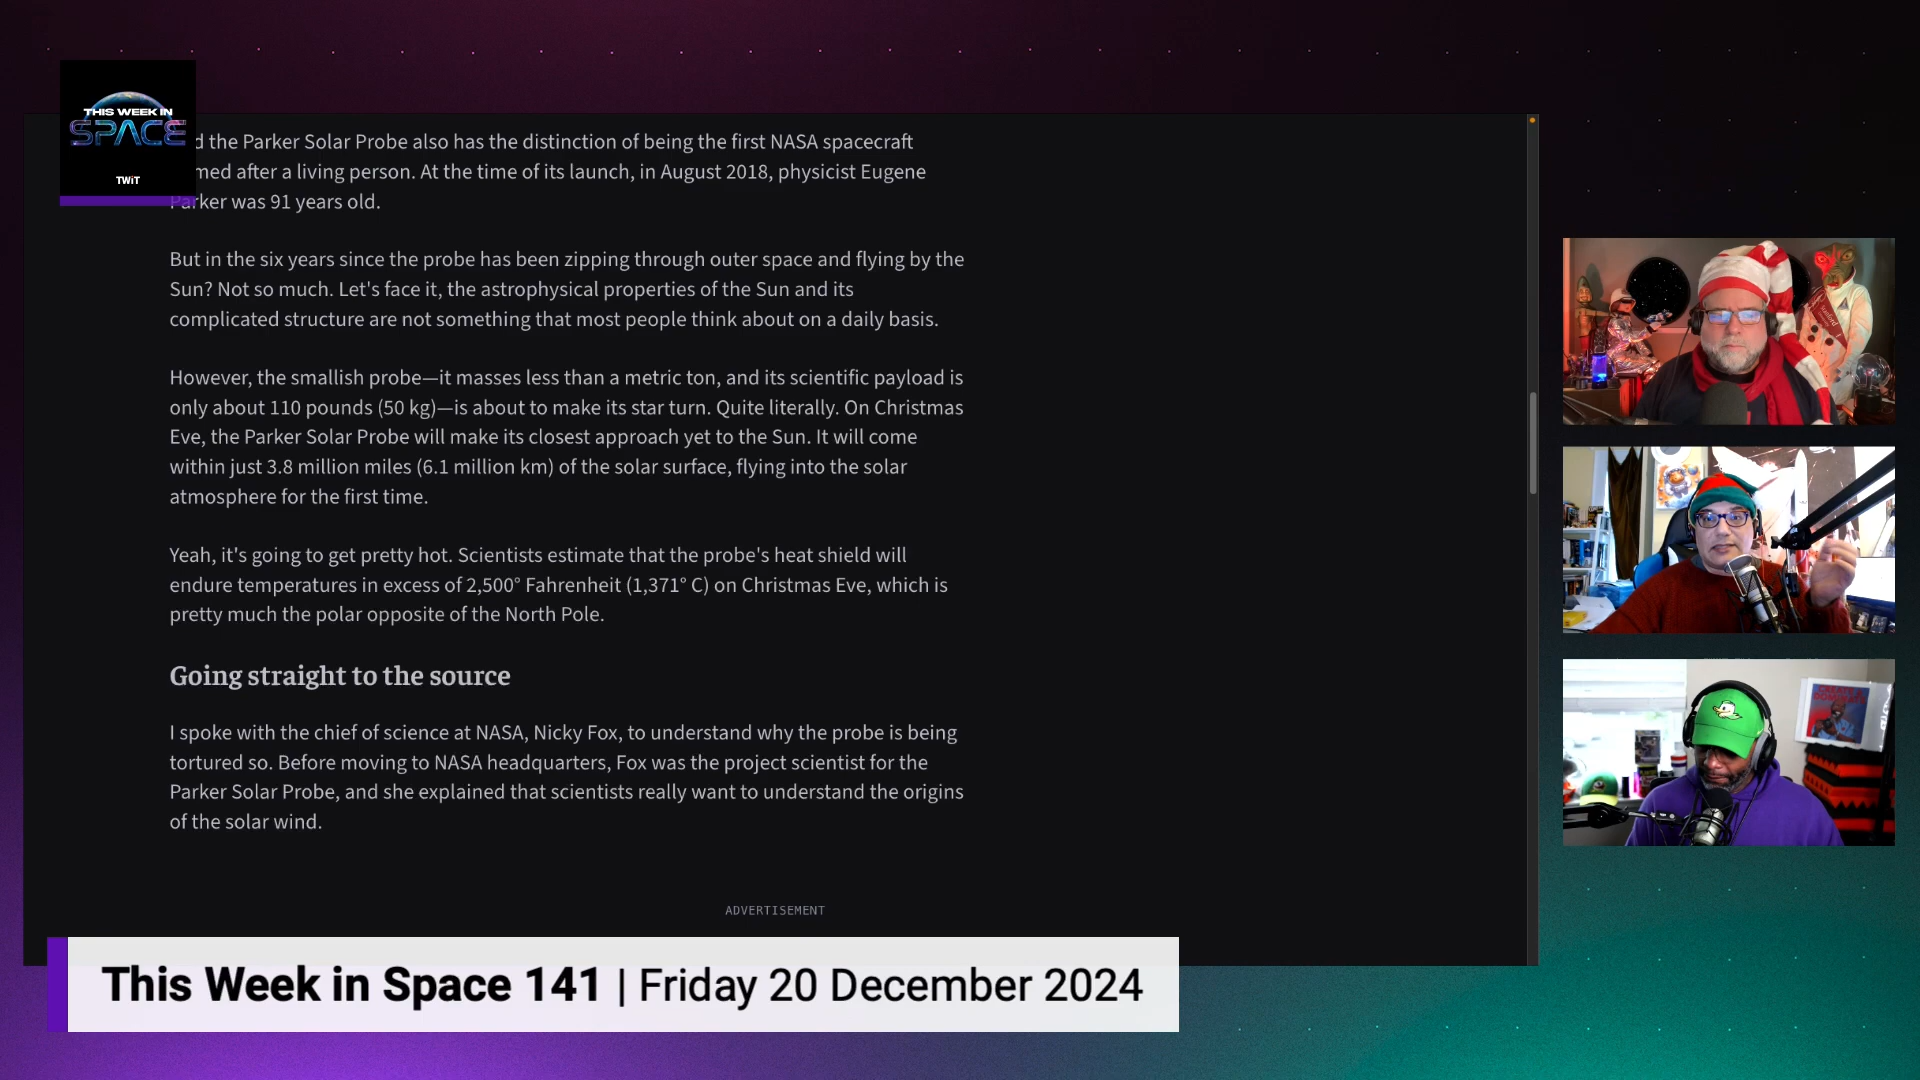 THIS WEEK IN
SPACE
TWiT
d the Parker Solar Probe also has the distinction of being the first NASA spacecraft
med after a living person. At the time of its launch, in August 2018, physicist Eugene
Parker was 91 years old.
But in the six years since the probe has been zipping through outer space and flying by the
Sun? Not so much. Let's face it, the astrophysical properties of the Sun and its
complicated structure are not something that most people think about on a daily basis.
However, the smallish probe—it masses less than a metric ton, and its scientific payload is
only about 110 pounds (50 kg)—is about to make its star turn. Quite literally. On Christmas
Eve, the Parker Solar Probe will make its closest approach yet to the Sun. It will come
within just 3.8 million miles (6.1 million km) of the solar surface, flying into the solar
atmosphere for the first time.
Yeah, it's going to get pretty hot. Scientists estimate that the probe's heat shield will
endure temperatures in excess of 2,500° Fahrenheit (1,371° C) on Christmas Eve, which is
pretty much the polar opposite of the North Pole.
Going straight to the source
I spoke with the chief of science at NASA, Nicky Fox, to understand why the probe is being
tortured so. Before moving to NASA headquarters, Fox was the project scientist for the
Parker Solar Probe, and she explained that scientists really want to understand the origins
of the solar wind.
ADVERTISEMENT
This Week in Space 141 | Friday 20 December 2024